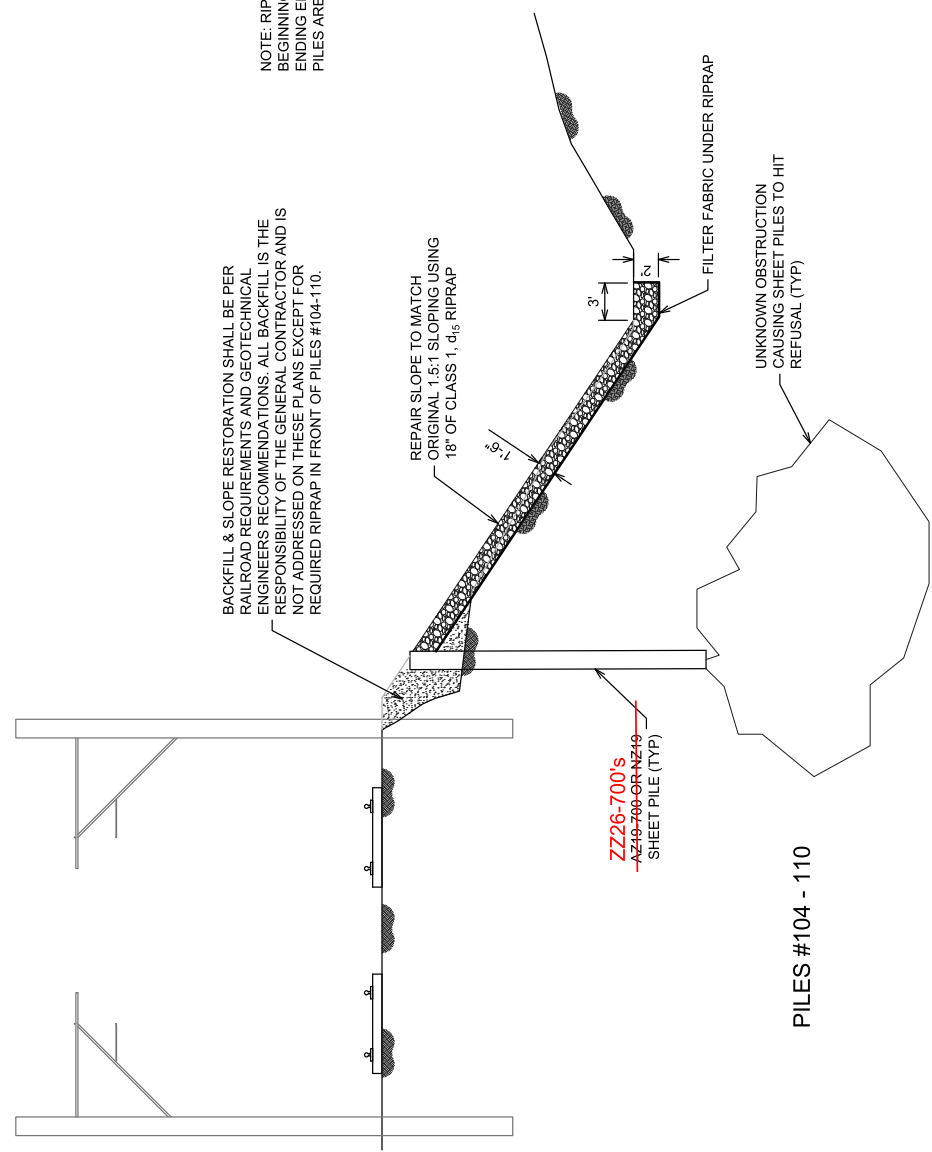 NOTE: RIP
BEGINNING
ENDING EL
PILES ARE
BACKFILL & SLOPE RESTORATION SHALL BE PER
RAILROAD REQUIREMENTS AND GEOTECHNICAL
ENGINEERS RECOMMENDATIONS. ALL BACKFILL IS THE
RESPONSIBILITY OF THE GENERAL CONTRACTOR AND IS
NOT ADDRESSED ON THESE PLANS EXCEPT FOR
REQUIRED RIPRAP IN FRONT OF PILES #104-110.
REPAIR SLOPE TO MATCH
ORIGINAL 1.5:1 SLOPING USING
18" OF CLASS 1, d15 RIPRAP
1'-6"
3'
2'
FILTER FABRIC UNDER RIPRAP
UNKNOWN OBSTRUCTION
CAUSING SHEET PILES TO HIT
REFUSAL (TYP)
ZZ26-700's
AZ19-700 OR NZ19
SHEET PILE (TYP)
PILES #104 - 110